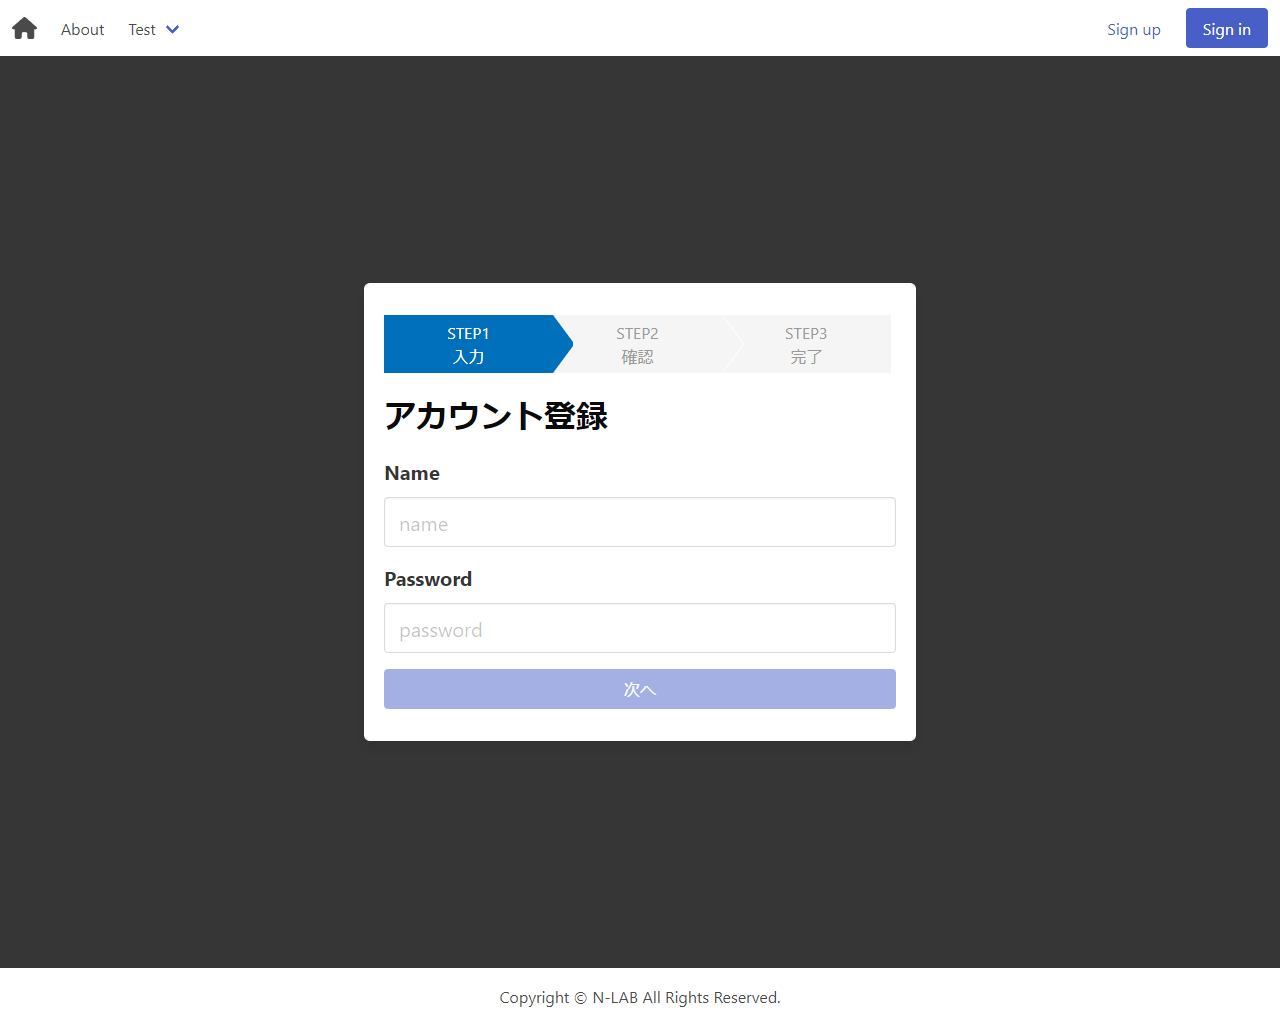 About
Test
Sign up
Sign in
STEP1
入力
STEP2
確認
STEP3
完了
アカウント登録
Name
name
Password
password
次へ
Copyright © N-LAB All Rights Reserved.